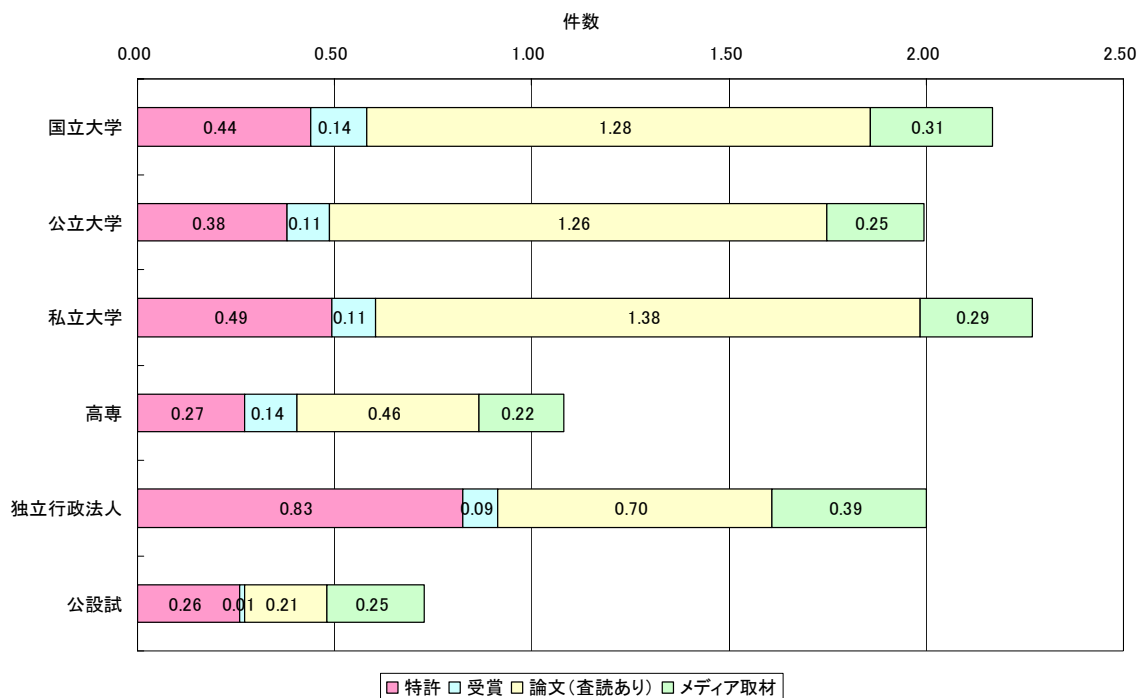 件数
0.00 0.50 1.00 1.50 2.00 2.50
国立大学 0.44 0.14 1.28 0.31
公立大学 0.38 0.11 1.26 0.25
私立大学 0.49 0.11 1.38 0.29
高専 0.27 0.14 0.46 0.22
独立行政法人 0.83 0.09 0.70 0.39
公設試 0.26 0.01 0.21 0.25
特許 受賞 論文(査読あり) メディア取材